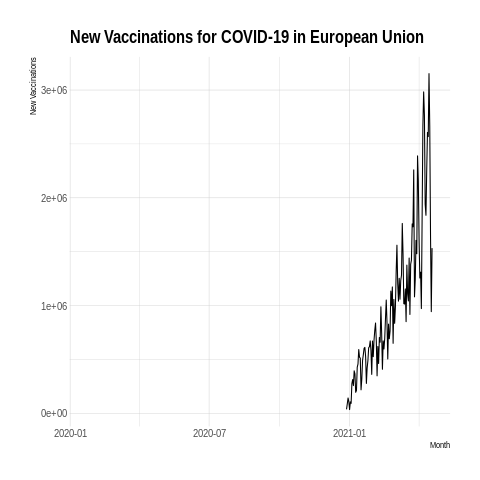 New Vaccinations for COVID-19 in European Union
New Vaccinations
3e+06
2e+06
1e+06
0e+00
2020-01
2020-07
2021-01
Month